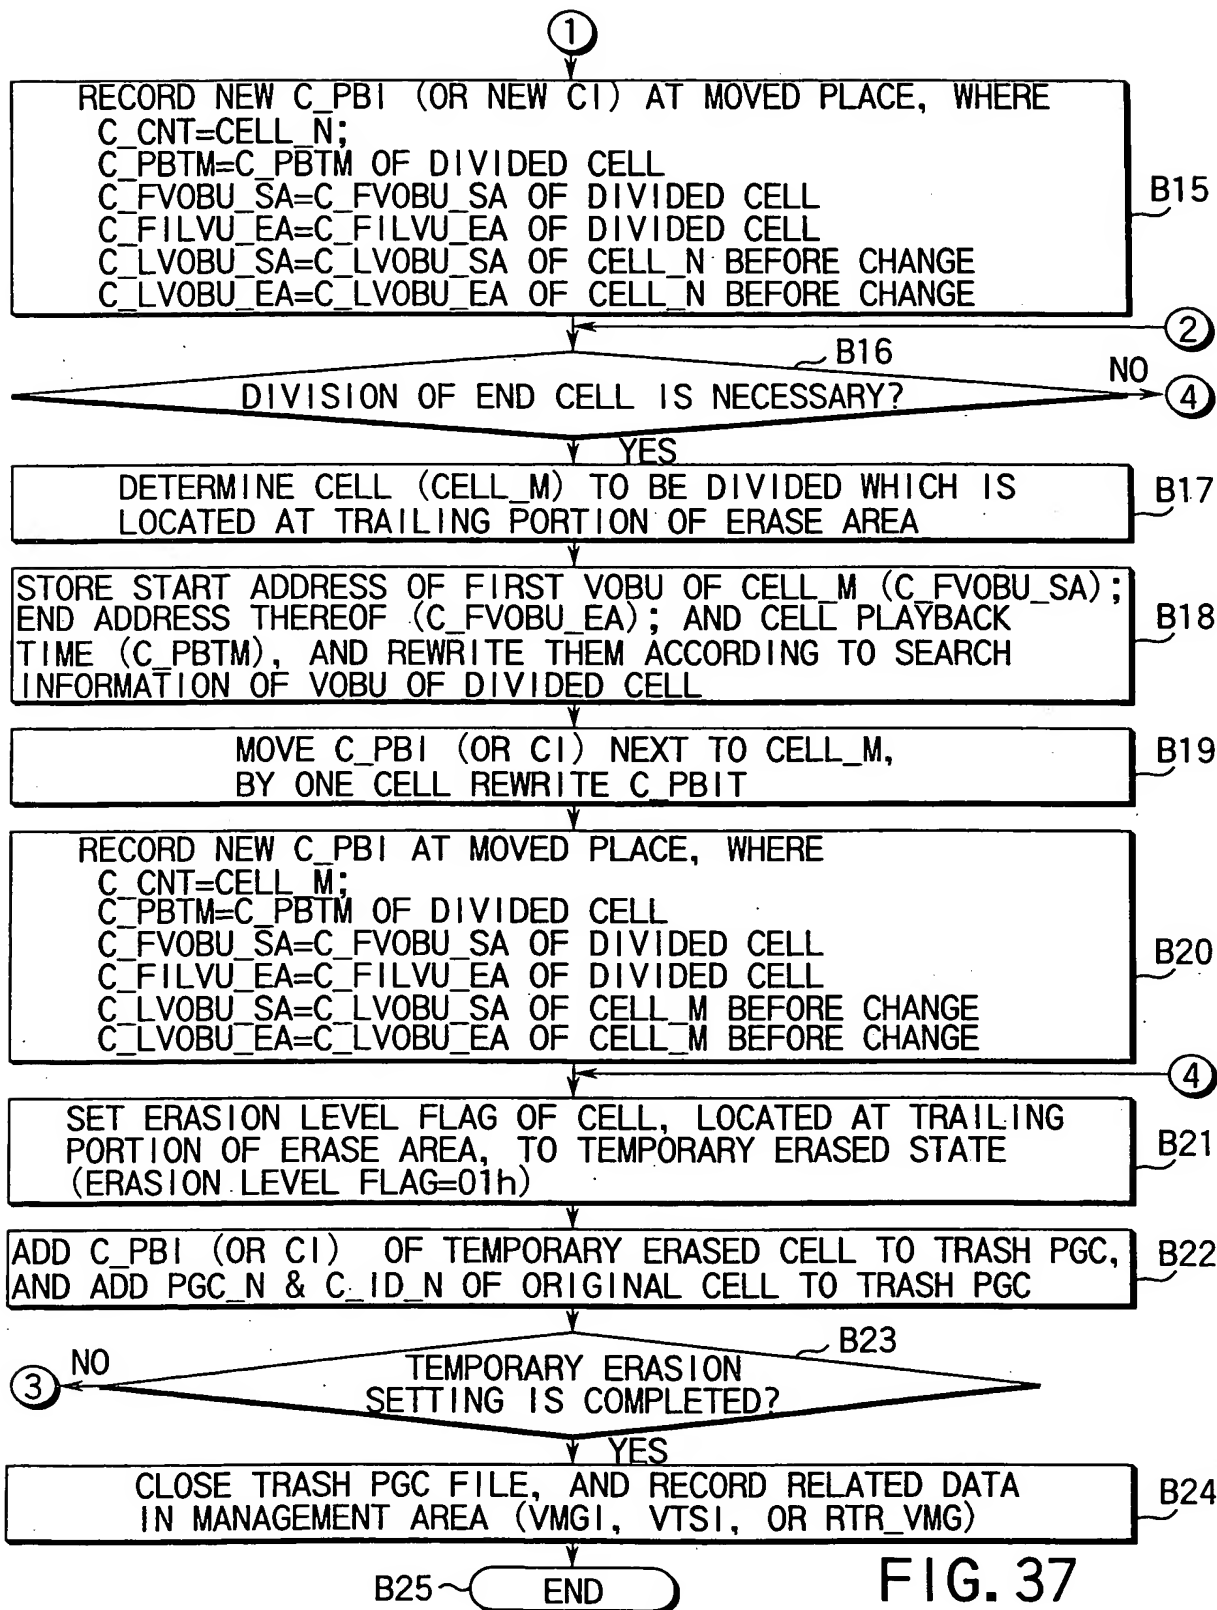 1
RECORD NEW C_PBI (OR NEW CI) AT MOVED PLACE, WHERE
C_CNT=CELL_N;
C_PBTM=C_PBTM OF DIVIDED CELL
C_FVOBU_SA=C_FVOBU_SA OF DIVIDED CELL
C_FILVU_EA=C_FILVU_EA OF DIVIDED CELL
C_LVOBU_SA=C_LVOBU_SA OF CELL_N BEFORE CHANGE
C_LVOBU_EA=C_LVOBU_EA OF CELL_N BEFORE CHANGE
B15
2
B16
DIVISION OF END CELL IS NECESSARY?
NO
4
YES
DETERMINE CELL (CELL_M) TO BE DIVIDED WHICH IS
LOCATED AT TRAILING PORTION OF ERASE AREA
B17
STORE START ADDRESS OF FIRST VOBU OF CELL_M (C_FVOBU_SA);
END ADDRESS THEREOF (C_FVOBU_EA); AND CELL PLAYBACK
TIME (C_PBTM), AND REWRITE THEM ACCORDING TO SEARCH
INFORMATION OF VOBU OF DIVIDED CELL
B18
MOVE C_PBI (OR CI) NEXT TO CELL_M,
BY ONE CELL REWRITE C_PBIT
B19
RECORD NEW C_PBI AT MOVED PLACE, WHERE
C_CNT=CELL_M;
C_PBTM=C_PBTM OF DIVIDED CELL
C_FVOBU_SA=C_FVOBU_SA OF DIVIDED CELL
C_FILVU_EA=C_FILVU_EA OF DIVIDED CELL
C_LVOBU_SA=C_LVOBU_SA OF CELL_M BEFORE CHANGE
C_LVOBU_EA=C_LVOBU_EA OF CELL_M BEFORE CHANGE
B20
4
SET ERASION LEVEL FLAG OF CELL, LOCATED AT TRAILING
PORTION OF ERASE AREA, TO TEMPORARY ERASED STATE
(ERASION LEVEL FLAG=01h)
B21
ADD C_PBI (OR CI) OF TEMPORARY ERASED CELL TO TRASH PGC,
AND ADD PGC_N & C_ID_N OF ORIGINAL CELL TO TRASH PGC
B22
B23
TEMPORARY ERASION
SETTING IS COMPLETED?
NO
3
YES
CLOSE TRASH PGC FILE, AND RECORD RELATED DATA
IN MANAGEMENT AREA (VMGI, VTSI, OR RTR_VMG)
B24
B25
END
FIG. 37